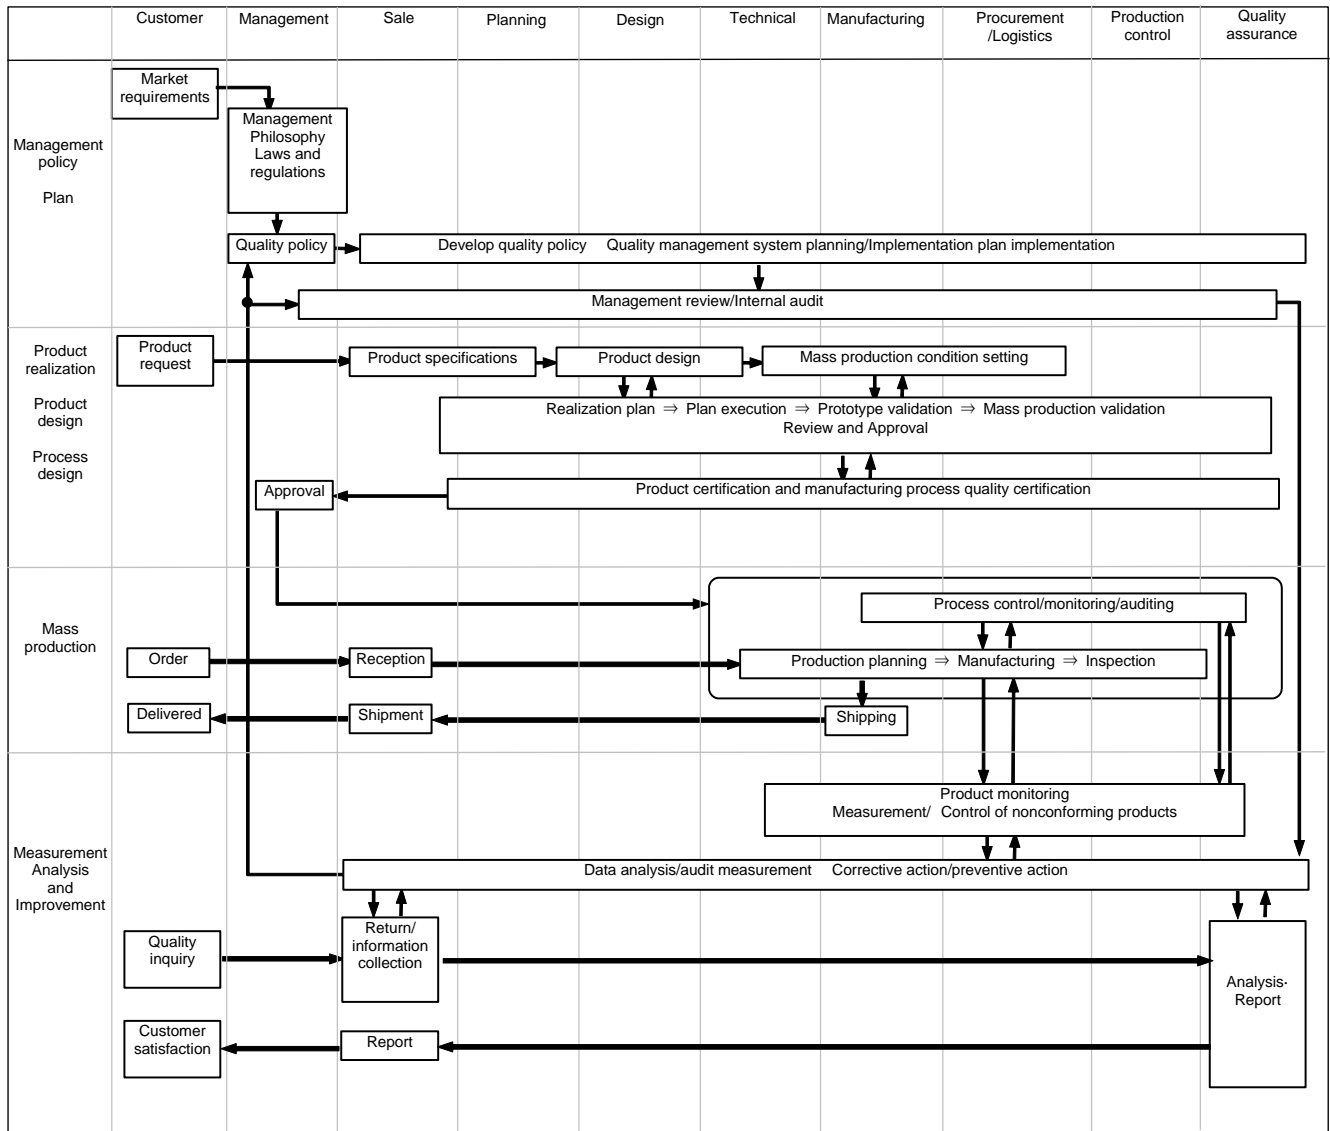 Customer
Management
Sale
Planning
Design
Technical
Manufacturing
Procurement
/Logistics
Production
control
Quality
assurance
Management
policy
Plan
Market
requirements
Management
Philosophy
Laws and
regulations
Quality policy
Develop quality policy Quality management system planning/Implementation plan implementation
Management review/Internal audit
Product
realization
Product
design
Process
design
Product
request
Product specifications
Product design
Mass production condition setting
Realization plan ⇒ Plan execution ⇒ Prototype validation ⇒ Mass production validation
Review and Approval
Approval
Product certification and manufacturing process quality certification
Mass
production
Process control/monitoring/auditing
Order
Reception
Production planning ⇒ Manufacturing ⇒ Inspection
Delivered
Shipment
Shipping
Measurement
Analysis
and
Improvement
Product monitoring
Measurement/ Control of nonconforming products
Data analysis/audit measurement Corrective action/preventive action
Quality
inquiry
Return/
information
collection
Analysis·
Report
Customer
satisfaction
Report